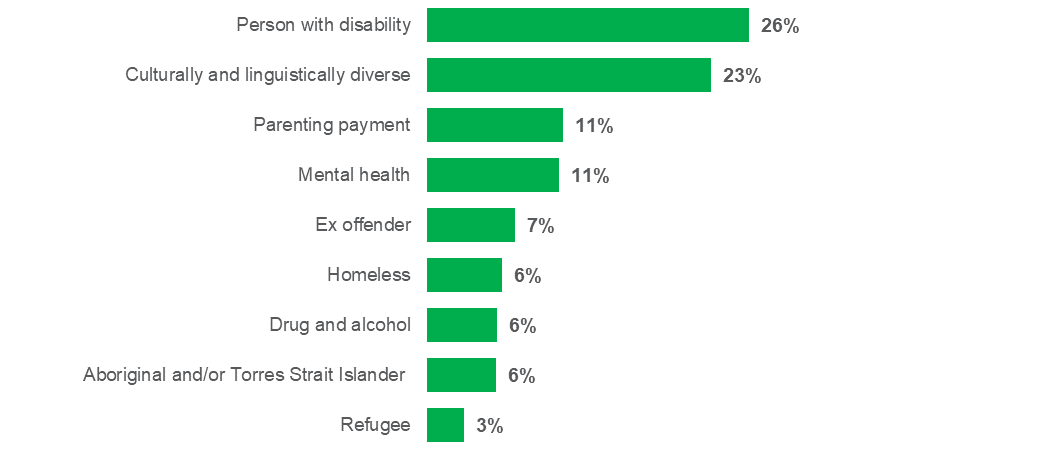 Person with disability 26%
Culturally and linguistically diverse 23%
Parenting payment 11%
Mental health 11%
Ex offender 7%
Homeless 6%
Drug and alcohol 6%
Aboriginal and/or Torres Strait Islander 6%
Refugee 3%